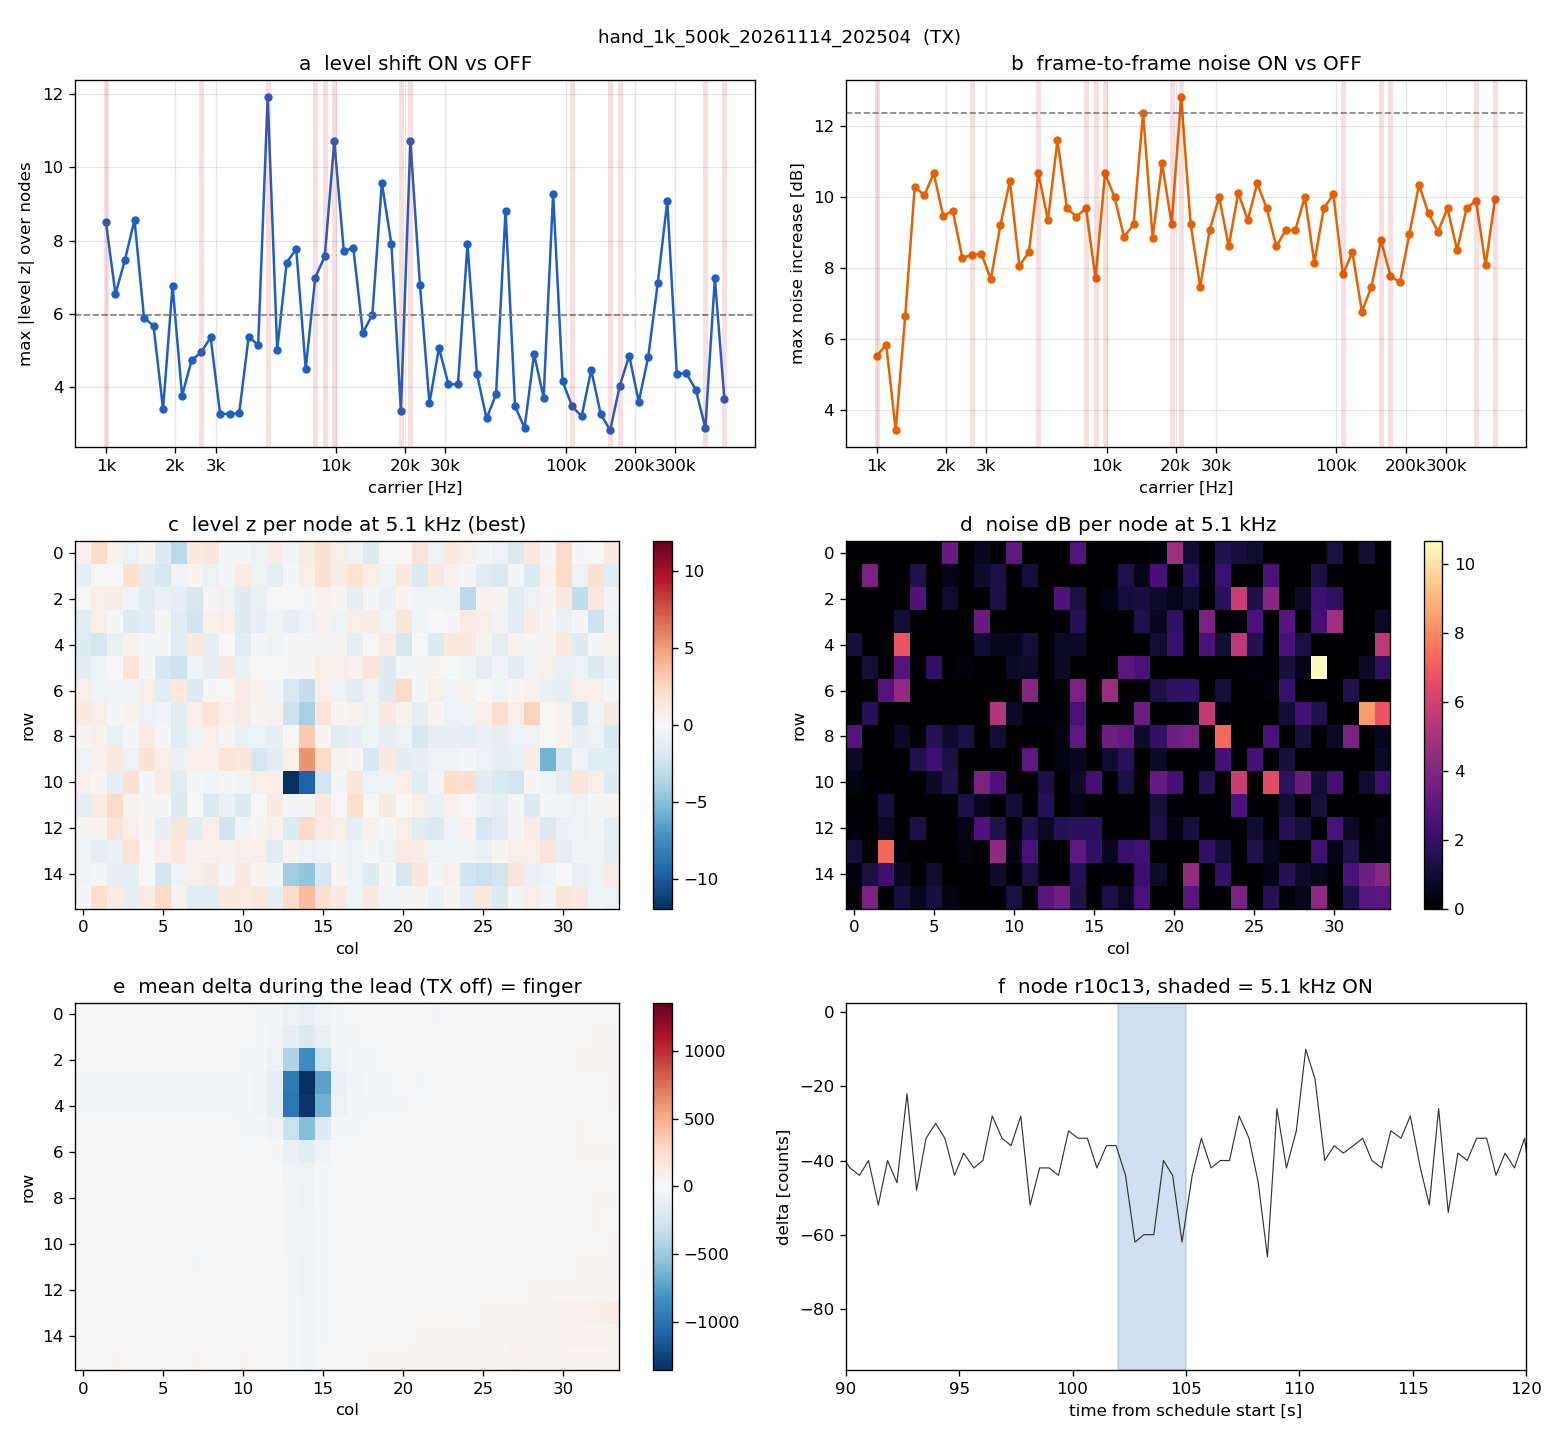 hand_1k_500k_20261114_202504  (TX)
a  level shift ON vs OFF
max |level z| over nodes
12
10
8
6
4
1k 2k 3k 10k 20k 30k 100k 200k 300k
carrier [Hz]
b  frame-to-frame noise ON vs OFF
max noise increase [dB]
12
10
8
6
4
1k 2k 3k 10k 20k 30k 100k 200k 300k
carrier [Hz]
c  level z per node at 5.1 kHz (best)
row
0
2
4
6
8
10
12
14
0 5 10 15 20 25 30
col
10
5
0
−5
−10
d  noise dB per node at 5.1 kHz
row
0
2
4
6
8
10
12
14
0 5 10 15 20 25 30
col
10
8
6
4
2
0
e  mean delta during the lead (TX off) = finger
row
0
2
4
6
8
10
12
14
0 5 10 15 20 25 30
col
1000
500
0
−500
−1000
f  node r10c13, shaded = 5.1 kHz ON
delta [counts]
0
−20
−40
−60
−80
90 95 100 105 110 115 120
time from schedule start [s]